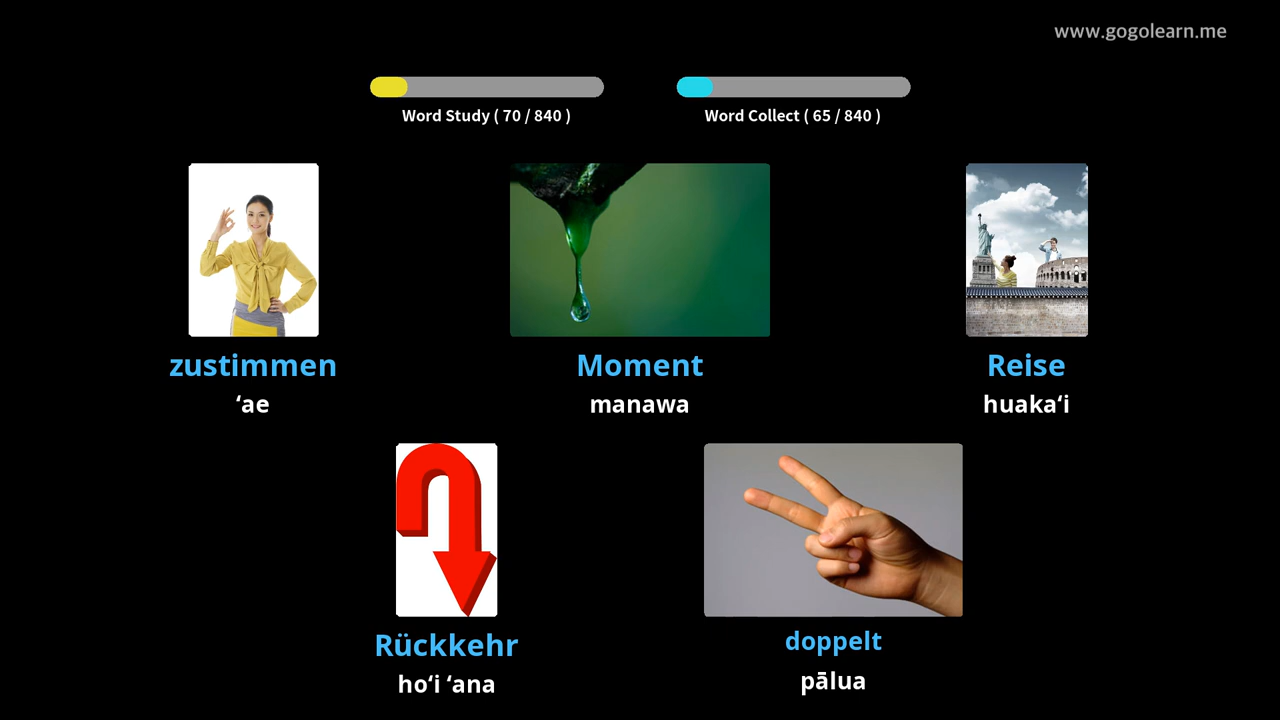 www.gogolearn.me
Word Study ( 70 / 840 )
Word Collect ( 65 / 840 )
zustimmen
ʻae
Moment
manawa
Reise
huakaʻi
Rückkehr
hoʻi ʻana
doppelt
pālua